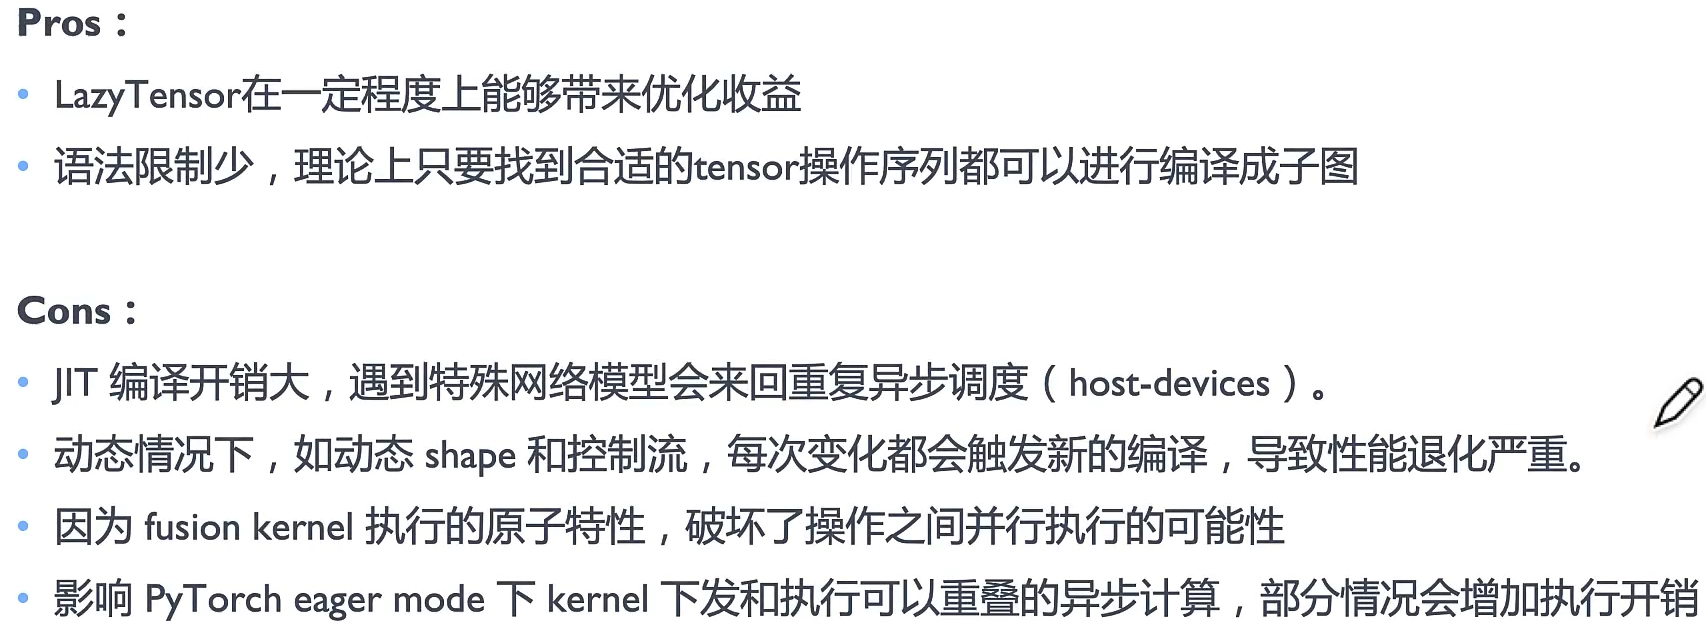 Pros：
• LazyTensor在一定程度上能够带来优化收益
• 语法限制少，理论上只要找到合适的tensor操作序列都可以进行编译成子图
Cons：
• JIT 编译开销大，遇到特殊网络模型会来回重复异步调度（host-devices）。
• 动态情况下，如动态 shape 和控制流，每次变化都会触发新的编译，导致性能退化严重。
• 因为 fusion kernel 执行的原子特性，破坏了操作之间并行执行的可能性
• 影响 PyTorch eager mode 下 kernel 下发和执行可以重叠的异步计算，部分情况会增加执行开销